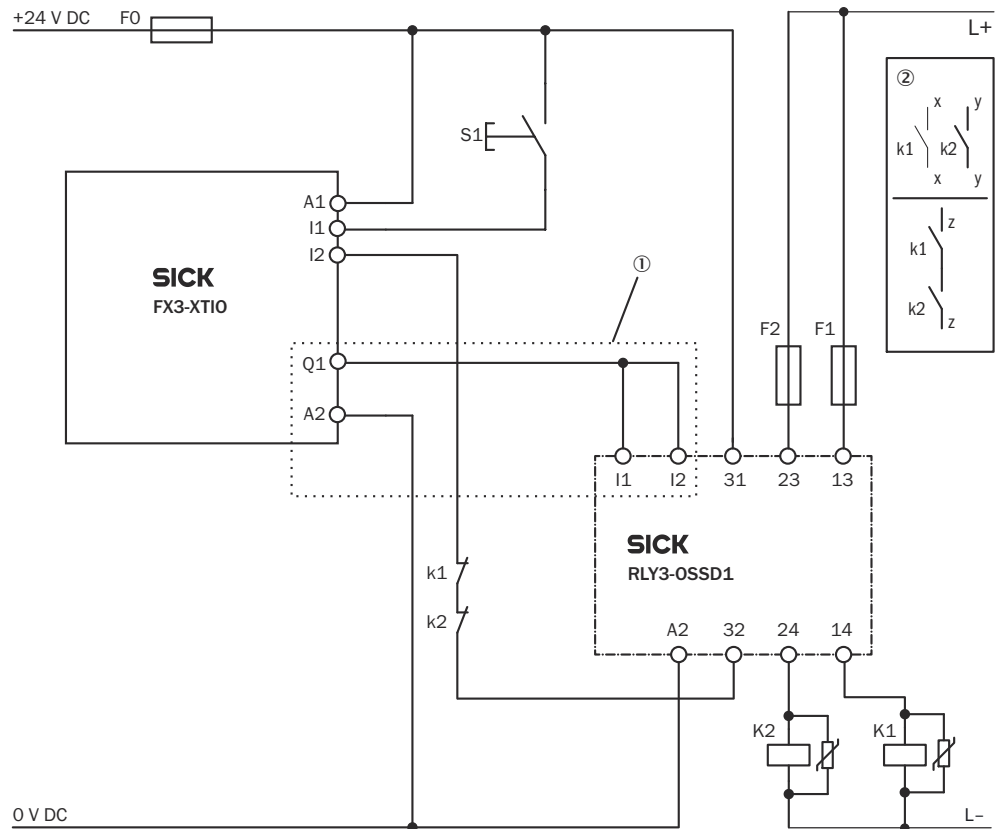 +24 V DC F0
L+
②
x y
k1 k2
x y
z
k1
k2
z
S1
A1
I1
I2
SICK
FX3-XTIO
①
Q1
A2
F2 F1
I1 I2 31 23 13
SICK
RLY3-OSSD1
k1
k2
A2 32 24 14
K2 K1
0 V DC
L–